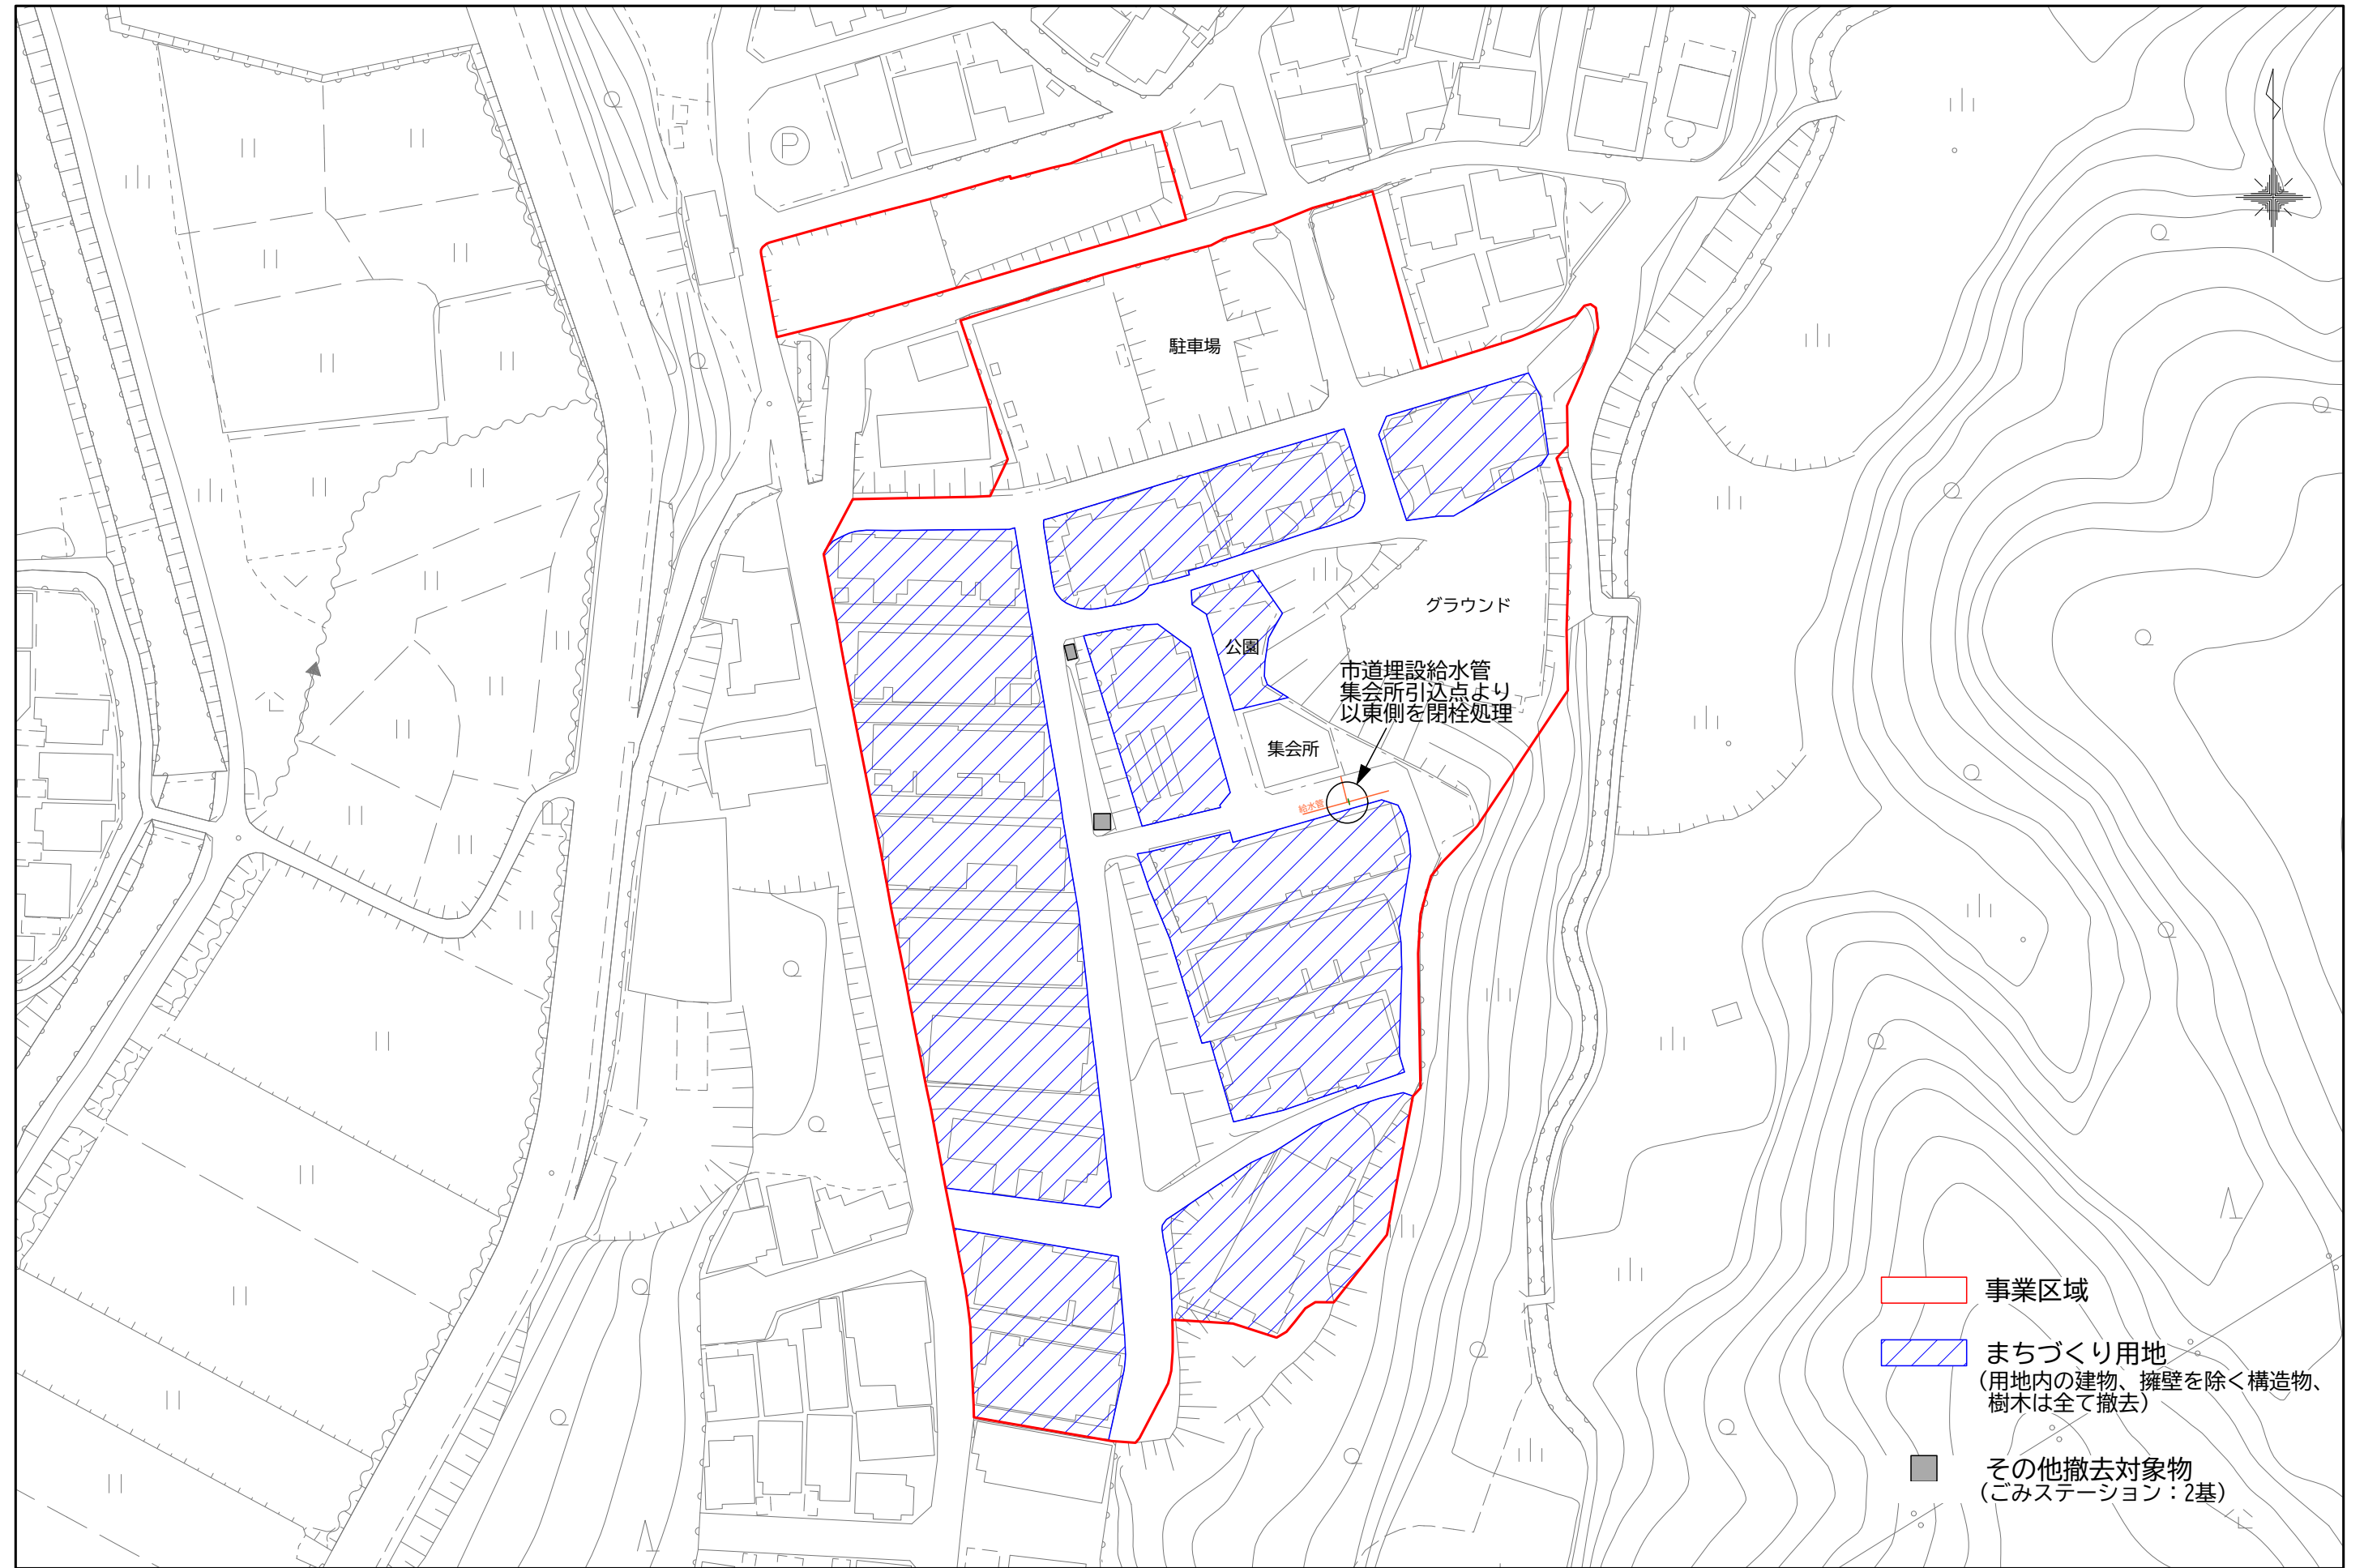 P
駐車場
グラウンド
公園
市道埋設給水管
集会所引込点より
以東側を閉栓処理
集会所
給水管
事業区域
まちづくり用地
(用地内の建物、擁壁を除く構造物、
樹木は全て撤去)
その他撤去対象物
(ごみステーション:2基)